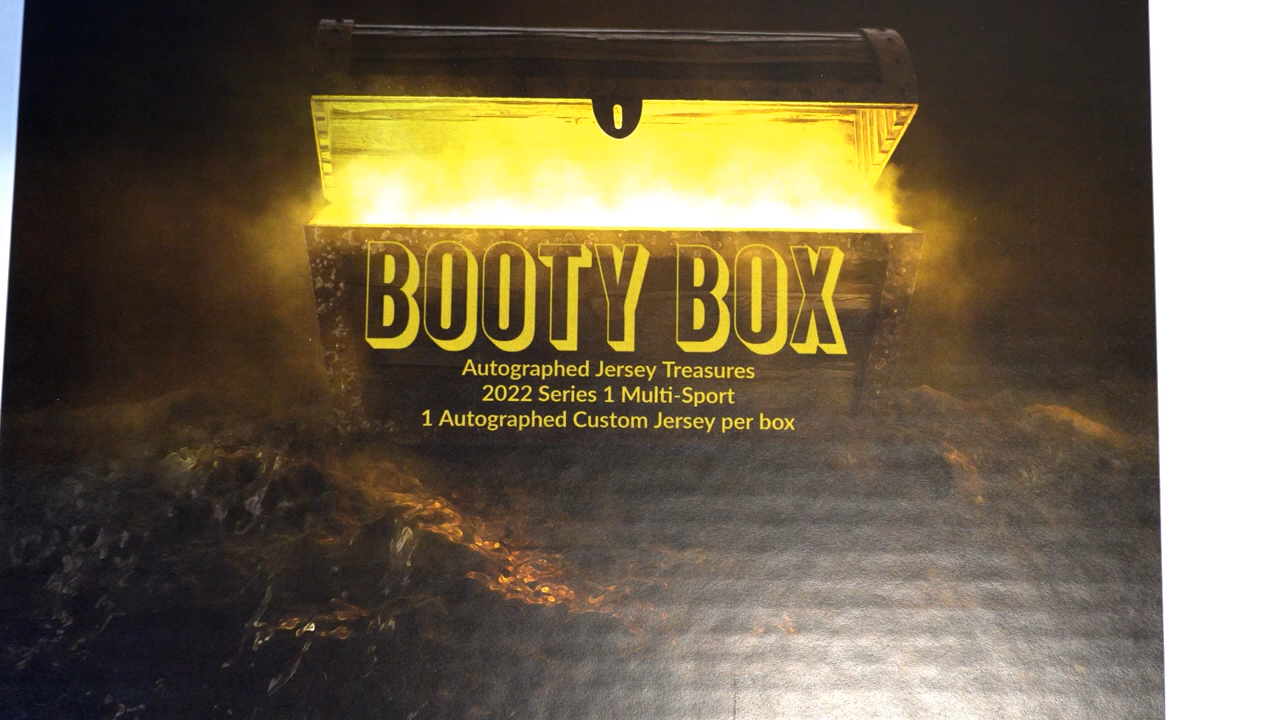 BOOTY BOX
Autographed Jersey Treasures
2022 Series 1 Multi-Sport
1 Autographed Custom Jersey per box